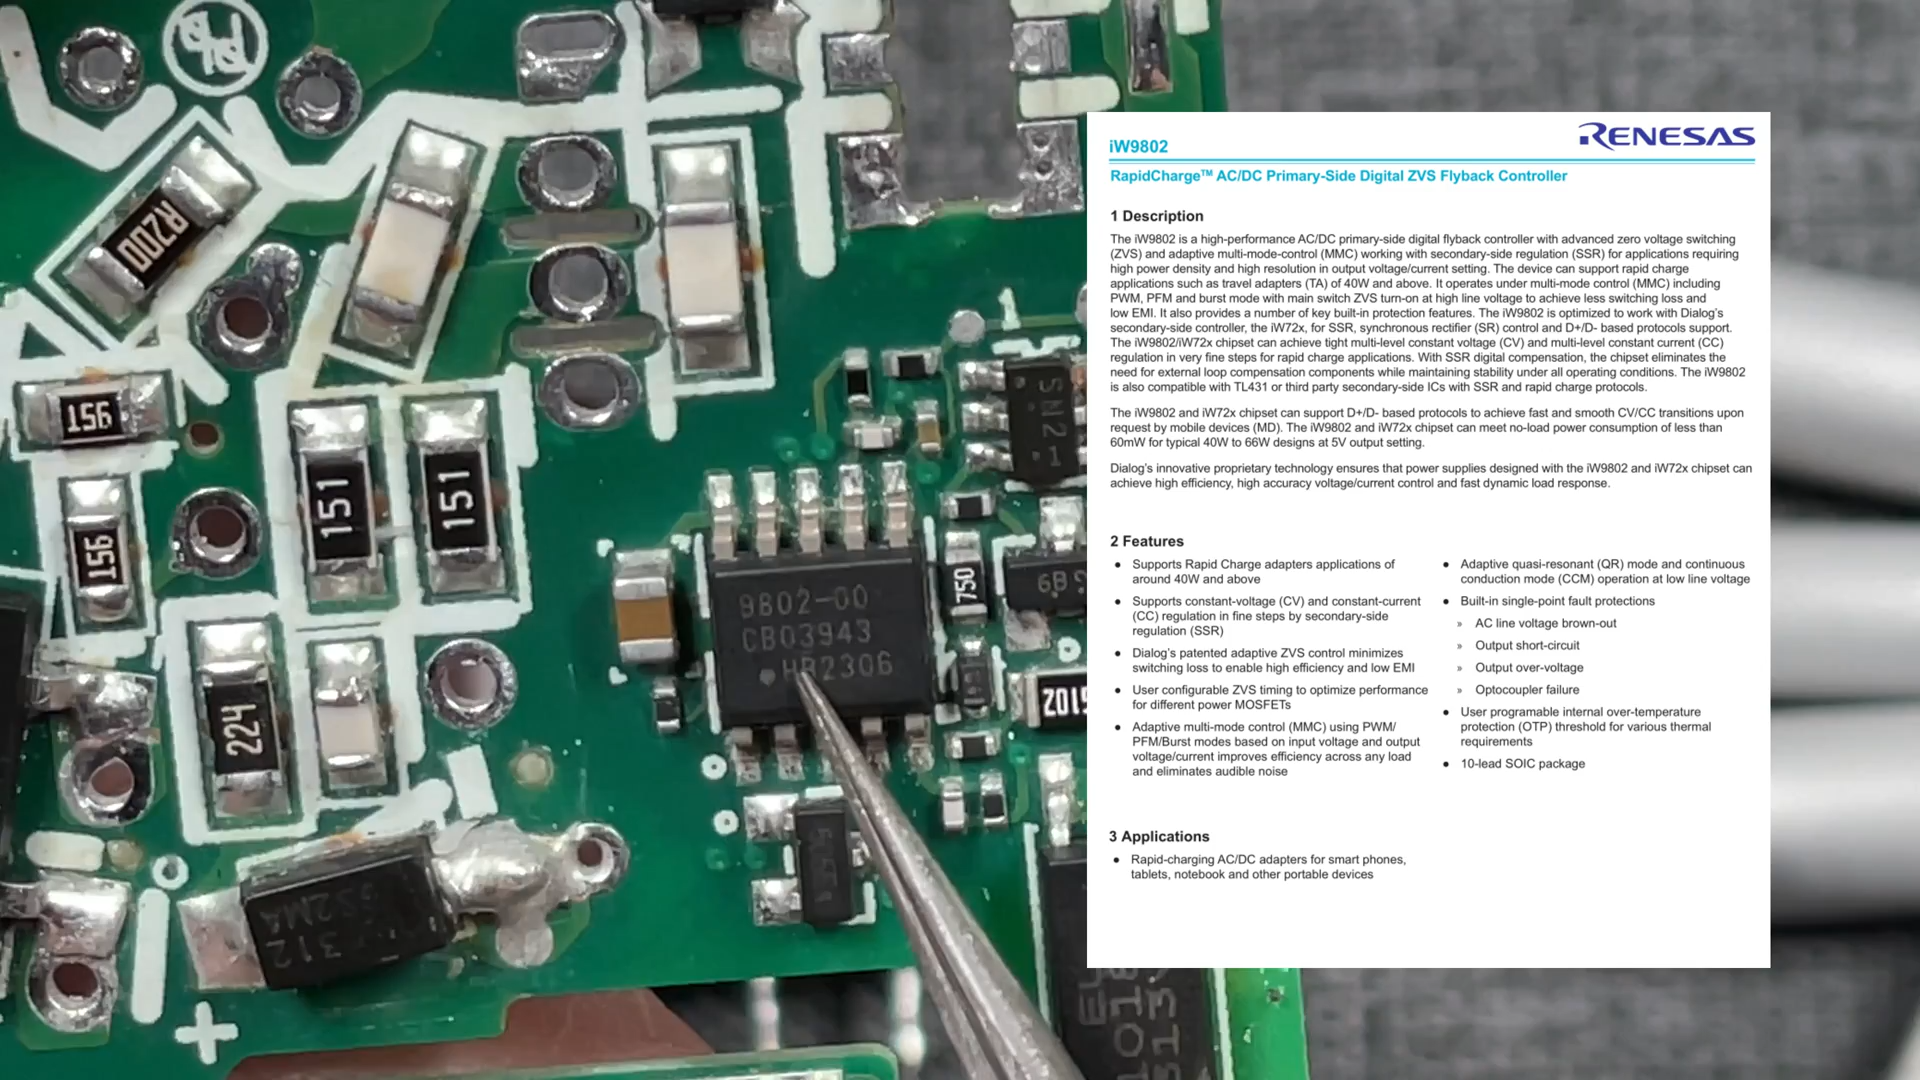 R200
156
156
151
151
224
9802-00
CB03943
HB2306
750
SN2.1
6B
312
iW9802
RENESAS
RapidCharge™ AC/DC Primary-Side Digital ZVS Flyback Controller
1 Description
The iW9802 is a high-performance AC/DC primary-side digital flyback controller with advanced zero voltage switching
(ZVS) and adaptive multi-mode-control (MMC) working with secondary-side regulation (SSR) for applications requiring
high power density and high resolution in output voltage/current setting. The device can support rapid charge
applications such as travel adapters (TA) of 40W and above. It operates under multi-mode control (MMC) including
PWM, PFM and burst mode with main switch ZVS turn-on at high line voltage to achieve less switching loss and
low EMI. It also provides a number of key built-in protection features. The iW9802 is optimized to work with Dialog's
secondary-side controller, the iW72x, for SSR, synchronous rectifier (SR) control and D+/D- based protocols support.
The iW9802/iW72x chipset can achieve tight multi-level constant voltage (CV) and multi-level constant current (CC)
regulation in very fine steps for rapid charge applications. With SSR digital compensation, the chipset eliminates the
need for external loop compensation components while maintaining stability under all operating conditions. The iW9802
is also compatible with TL431 or third party secondary-side ICs with SSR and rapid charge protocols.
The iW9802 and iW72x chipset can support D+/D- based protocols to achieve fast and smooth CV/CC transitions upon
request by mobile devices (MD). The iW9802 and iW72x chipset can meet no-load power consumption of less than
60mW for typical 40W to 66W designs at 5V output setting.
Dialog's innovative proprietary technology ensures that power supplies designed with the iW9802 and iW72x chipset can
achieve high efficiency, high accuracy voltage/current control and fast dynamic load response.
2 Features
● Supports Rapid Charge adapters applications of
around 40W and above
● Supports constant-voltage (CV) and constant-current
(CC) regulation in fine steps by secondary-side
regulation (SSR)
● Dialog's patented adaptive ZVS control minimizes
switching loss to enable high efficiency and low EMI
● User configurable ZVS timing to optimize performance
for different power MOSFETs
● Adaptive multi-mode control (MMC) using PWM/
PFM/Burst modes based on input voltage and output
voltage/current improves efficiency across any load
and eliminates audible noise
● Adaptive quasi-resonant (QR) mode and continuous
conduction mode (CCM) operation at low line voltage
● Built-in single-point fault protections
» AC line voltage brown-out
» Output short-circuit
» Output over-voltage
» Optocoupler failure
● User programable internal over-temperature
protection (OTP) threshold for various thermal
requirements
● 10-lead SOIC package
3 Applications
● Rapid-charging AC/DC adapters for smart phones,
tablets, notebook and other portable devices